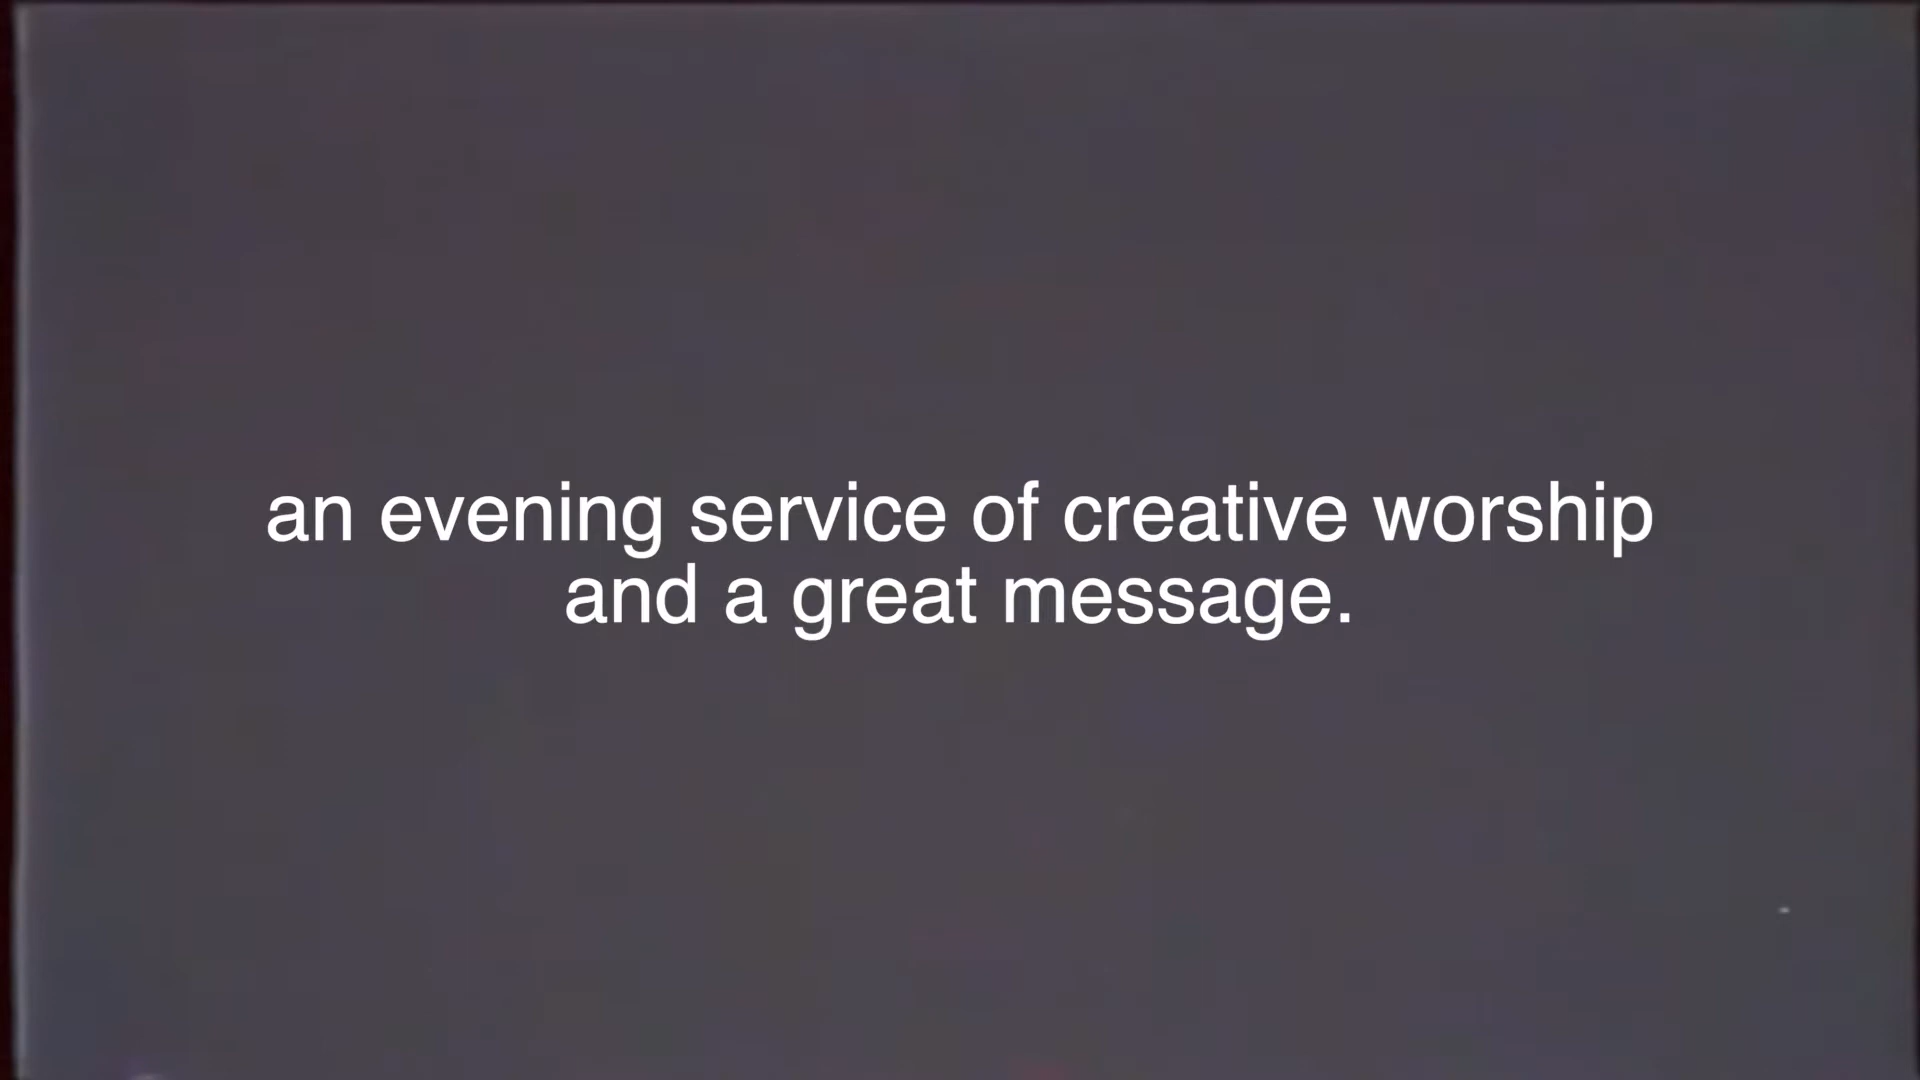 an evening service of creative worship
and a great message.